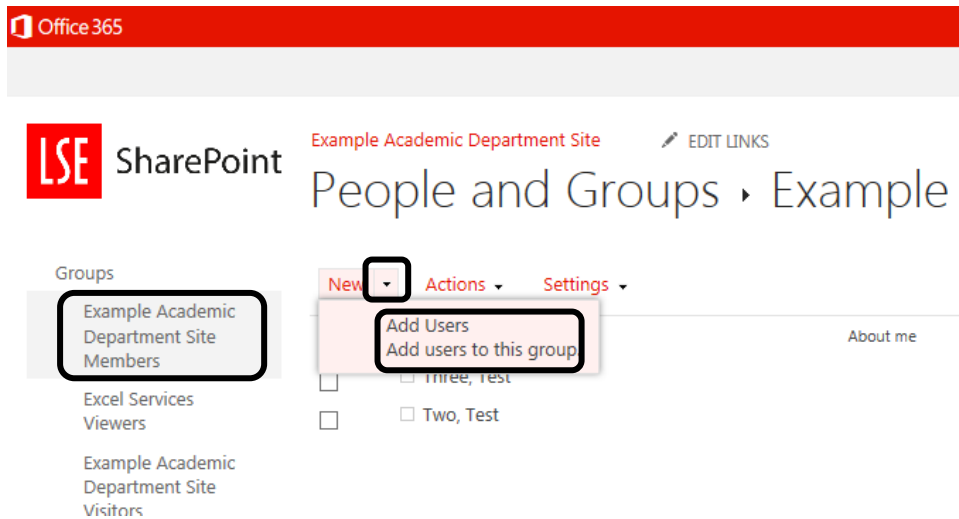 Office 365
LSE SharePoint
Example Academic Department Site EDIT LINKS
People and Groups ▸ Example
Groups
Example Academic
Department Site
Members
Excel Services
Viewers
Example Academic
Department Site
Visitors
New Actions Settings
Add Users
Add users to this group.
About me
Three, Test
Two, Test